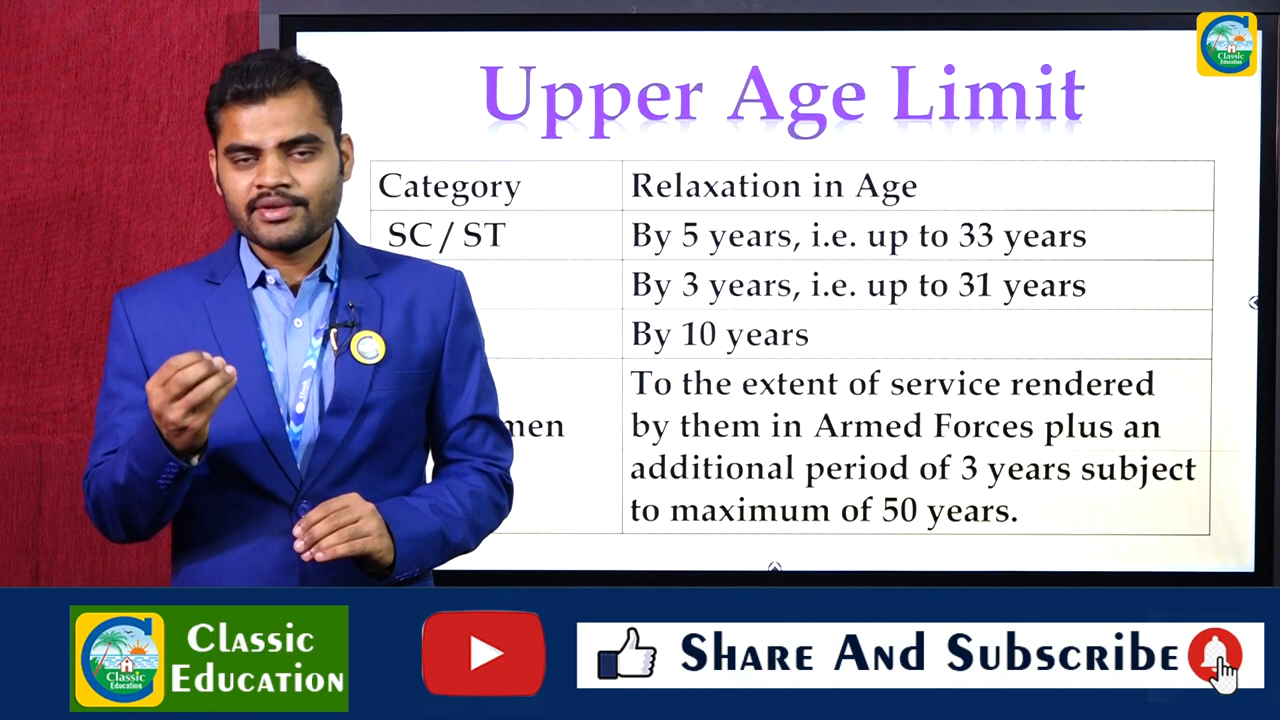 Upper Age Limit
Category Relaxation in Age
SC / ST By 5 years, i.e. up to 33 years
By 3 years, i.e. up to 31 years
By 10 years
To the extent of service rendered
men by them in Armed Forces plus an
additional period of 3 years subject
to maximum of 50 years.
Classic
Education
Classic
Education
Classic
Education
Share And Subscribe